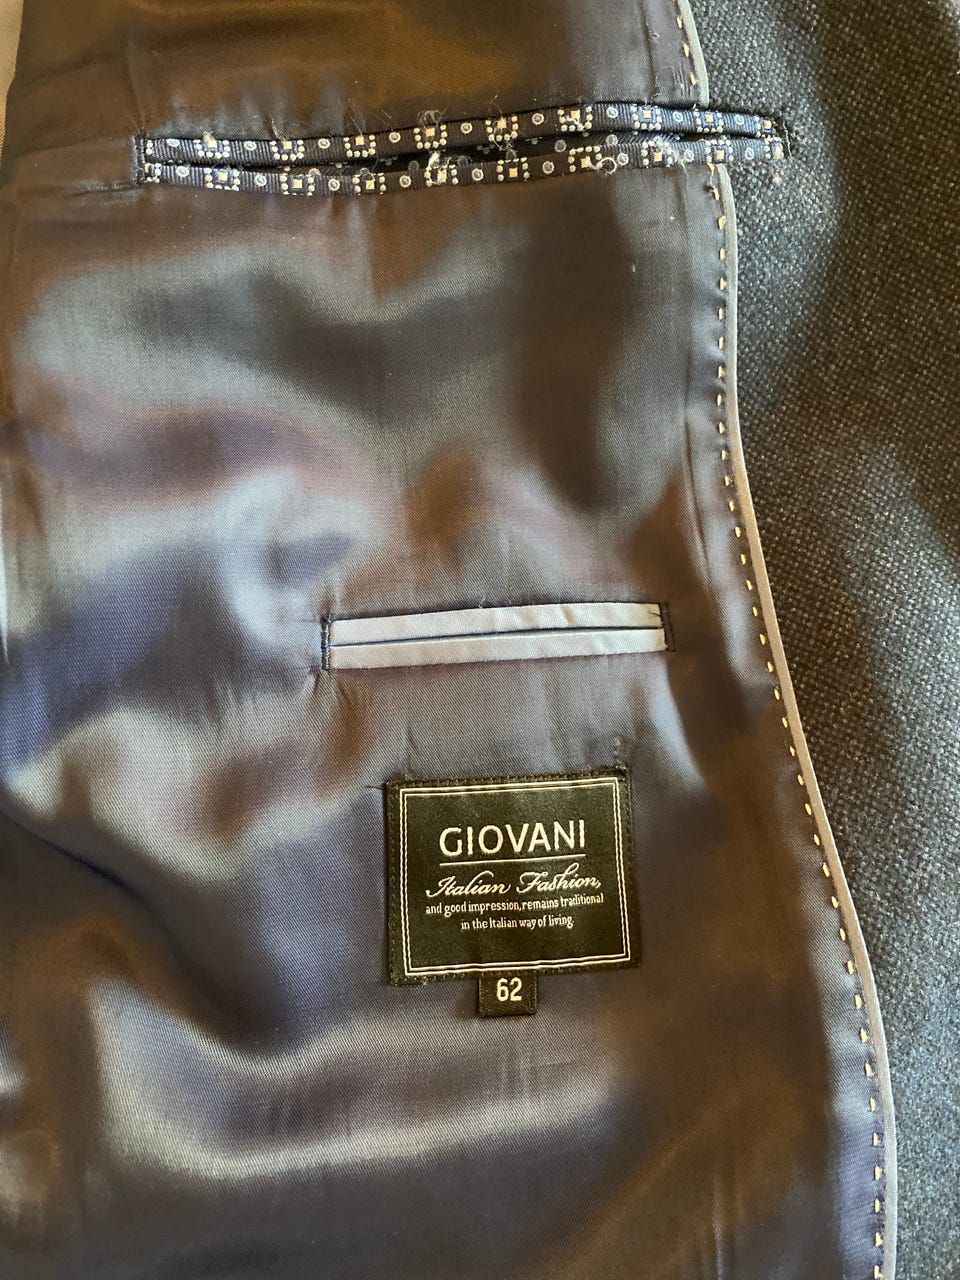 GIOVANI
Italian Fashion,
and good impression,remains traditional
in the Italian way of living.
62